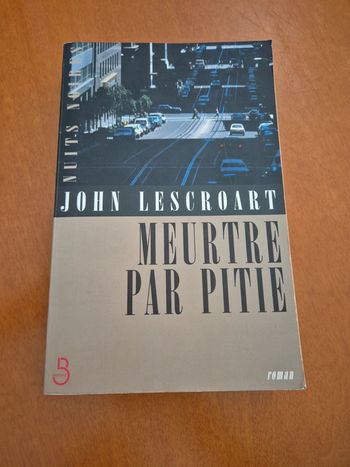 NUITS NOIRES
JOHN LESCROART
MEURTRE
PAR PITIE
B
roman